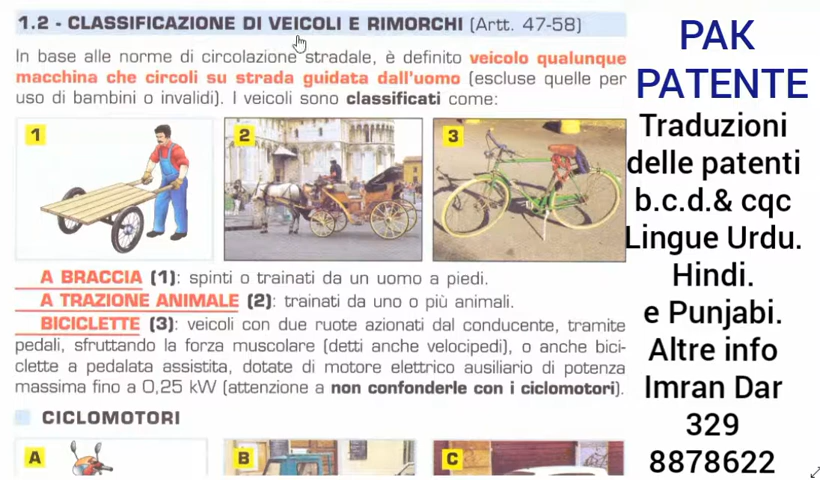 1.2 - CLASSIFICAZIONE DI VEICOLI E RIMORCHI (Artt. 47-58)
In base alle norme di circolazione stradale, è definito veicolo qualunque
macchina che circoli su strada guidata dall'uomo (escluse quelle per
uso di bambini o invalidi). I veicoli sono classificati come:
1
2
3
A BRACCIA (1): spinti o trainati da un uomo a piedi.
A TRAZIONE ANIMALE (2): trainati da uno o più animali.
BICICLETTE (3): veicoli con due ruote azionati dal conducente, tramite
pedali, sfruttando la forza muscolare (detti anche velocipedi), o anche bici-
clette a pedalata assistita, dotate di motore elettrico ausiliario di potenza
massima fino a 0,25 kW (attenzione a non confonderle con i ciclomotori).
CICLOMOTORI
A
B
C
PAK
PATENTE
Traduzioni
delle patenti
b.c.d.& cqc
Lingue Urdu.
Hindi.
e Punjabi.
Altre info
Imran Dar
329
8878622